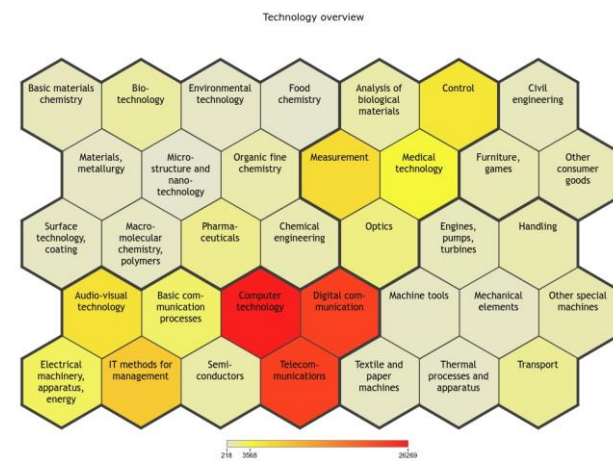 Technology overview
Basic materials
chemistry
Bio-
technology
Environmental
technology
Food
chemistry
Analysis of
biological
materials
Control
Civil
engineering
Materials,
metallurgy
Micro-
structure and
nano-
technology
Organic fine
chemistry
Measurement
Medical
technology
Furniture,
games
Other
consumer
goods
Surface
technology,
coating
Macro-
molecular
chemistry,
polymers
Pharma-
ceuticals
Chemical
engineering
Optics
Engines,
pumps,
turbines
Handling
Audio-visual
technology
Basic com-
munication
processes
Computer
technology
Digital com-
munication
Machine tools
Mechanical
elements
Other special
machines
Electrical
machinery,
apparatus,
energy
IT methods for
management
Semi-
conductors
Telecom-
munications
Textile and
paper
machines
Thermal
processes and
apparatus
Transport
218 3568 26269